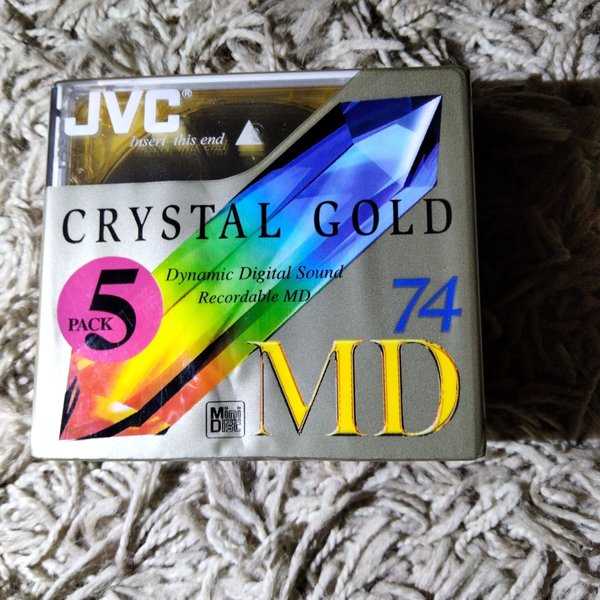 JVC®
Insert this end
CRYSTAL GOLD
Dynamic Digital Sound
Recordable MD
5
PACK
74
MD
Mini
Disc